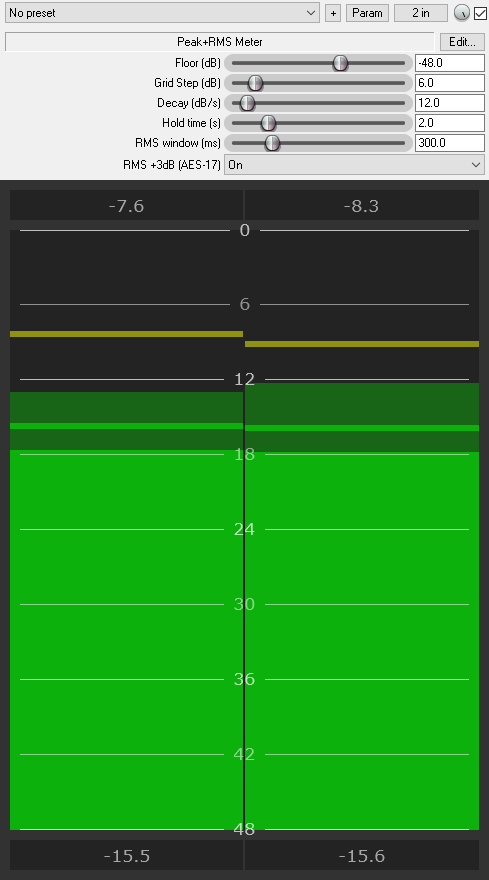 No preset + Param 2 in
Peak+RMS Meter Edit...
Floor (dB) -48.0
Grid Step (dB) 6.0
Decay (dB/s) 12.0
Hold time (s) 2.0
RMS window (ms) 300.0
RMS +3dB (AES-17) On
-7.6 -8.3
0
6
12
18
24
30
36
42
48
-15.5 -15.6